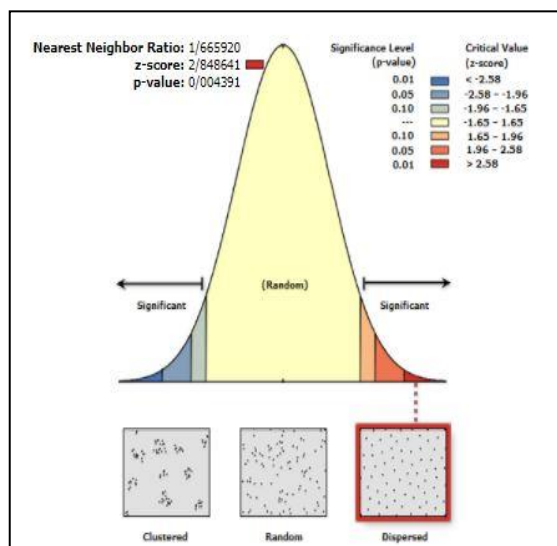 Nearest Neighbor Ratio: 1/665920
z-score: 2/848641
p-value: 0/004391
Significance Level
(p-value)
Critical Value
(z-score)
0.01 < -2.58
0.05 -2.58 - -1.96
0.10 -1.96 - -1.65
--- -1.65 - 1.65
0.10 1.65 - 1.96
0.05 1.96 - 2.58
0.01 > 2.58
Significant
(Random)
Significant
Clustered
Random
Dispersed